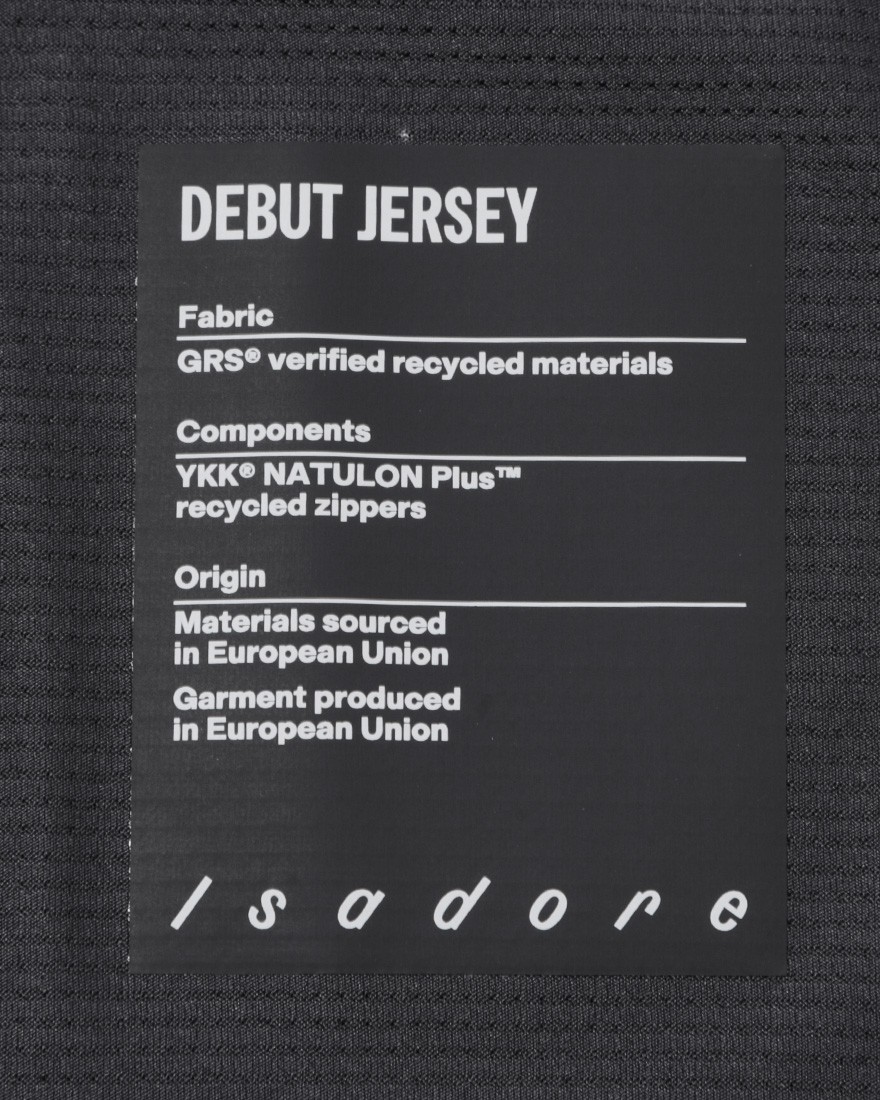 DEBUT JERSEY
Fabric
GRS® verified recycled materials
Components
YKK® NATULON Plus™
recycled zippers
Origin
Materials sourced
in European Union
Garment produced
in European Union
Isadore